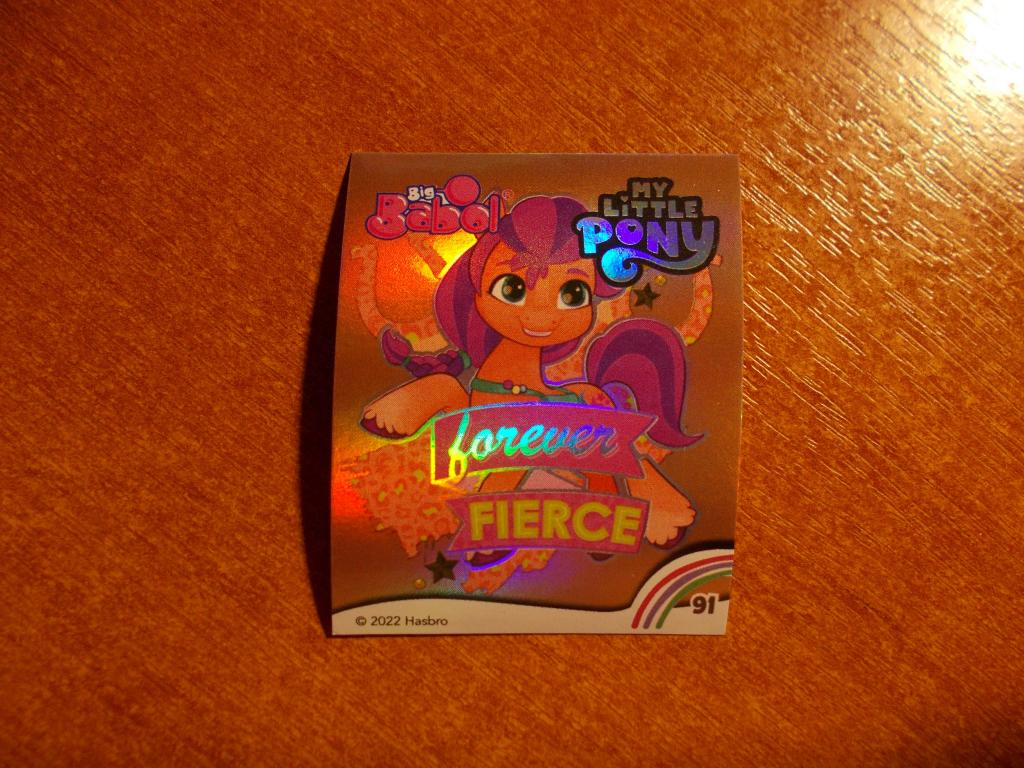 Big
Babol®
MY
LiTTLE
PONY
forever
FIERCE
91
© 2022 Hasbro